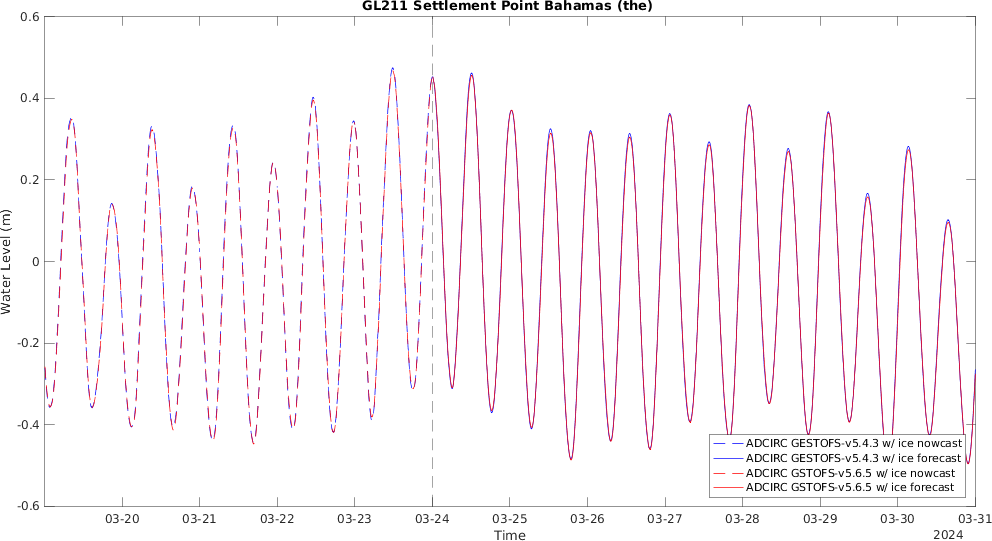 GL211 Settlement Point Bahamas (the)
0.6
0.4
0.2
0
-0.2
-0.4
-0.6
Water Level (m)
ADCIRC GESTOFS-v5.4.3 w/ ice nowcast
ADCIRC GESTOFS-v5.4.3 w/ ice forecast
ADCIRC GSTOFS-v5.6.5 w/ ice nowcast
ADCIRC GSTOFS-v5.6.5 w/ ice forecast
03-20 03-21 03-22 03-23 03-24 03-25 03-26 03-27 03-28 03-29 03-30 03-31
Time
2024